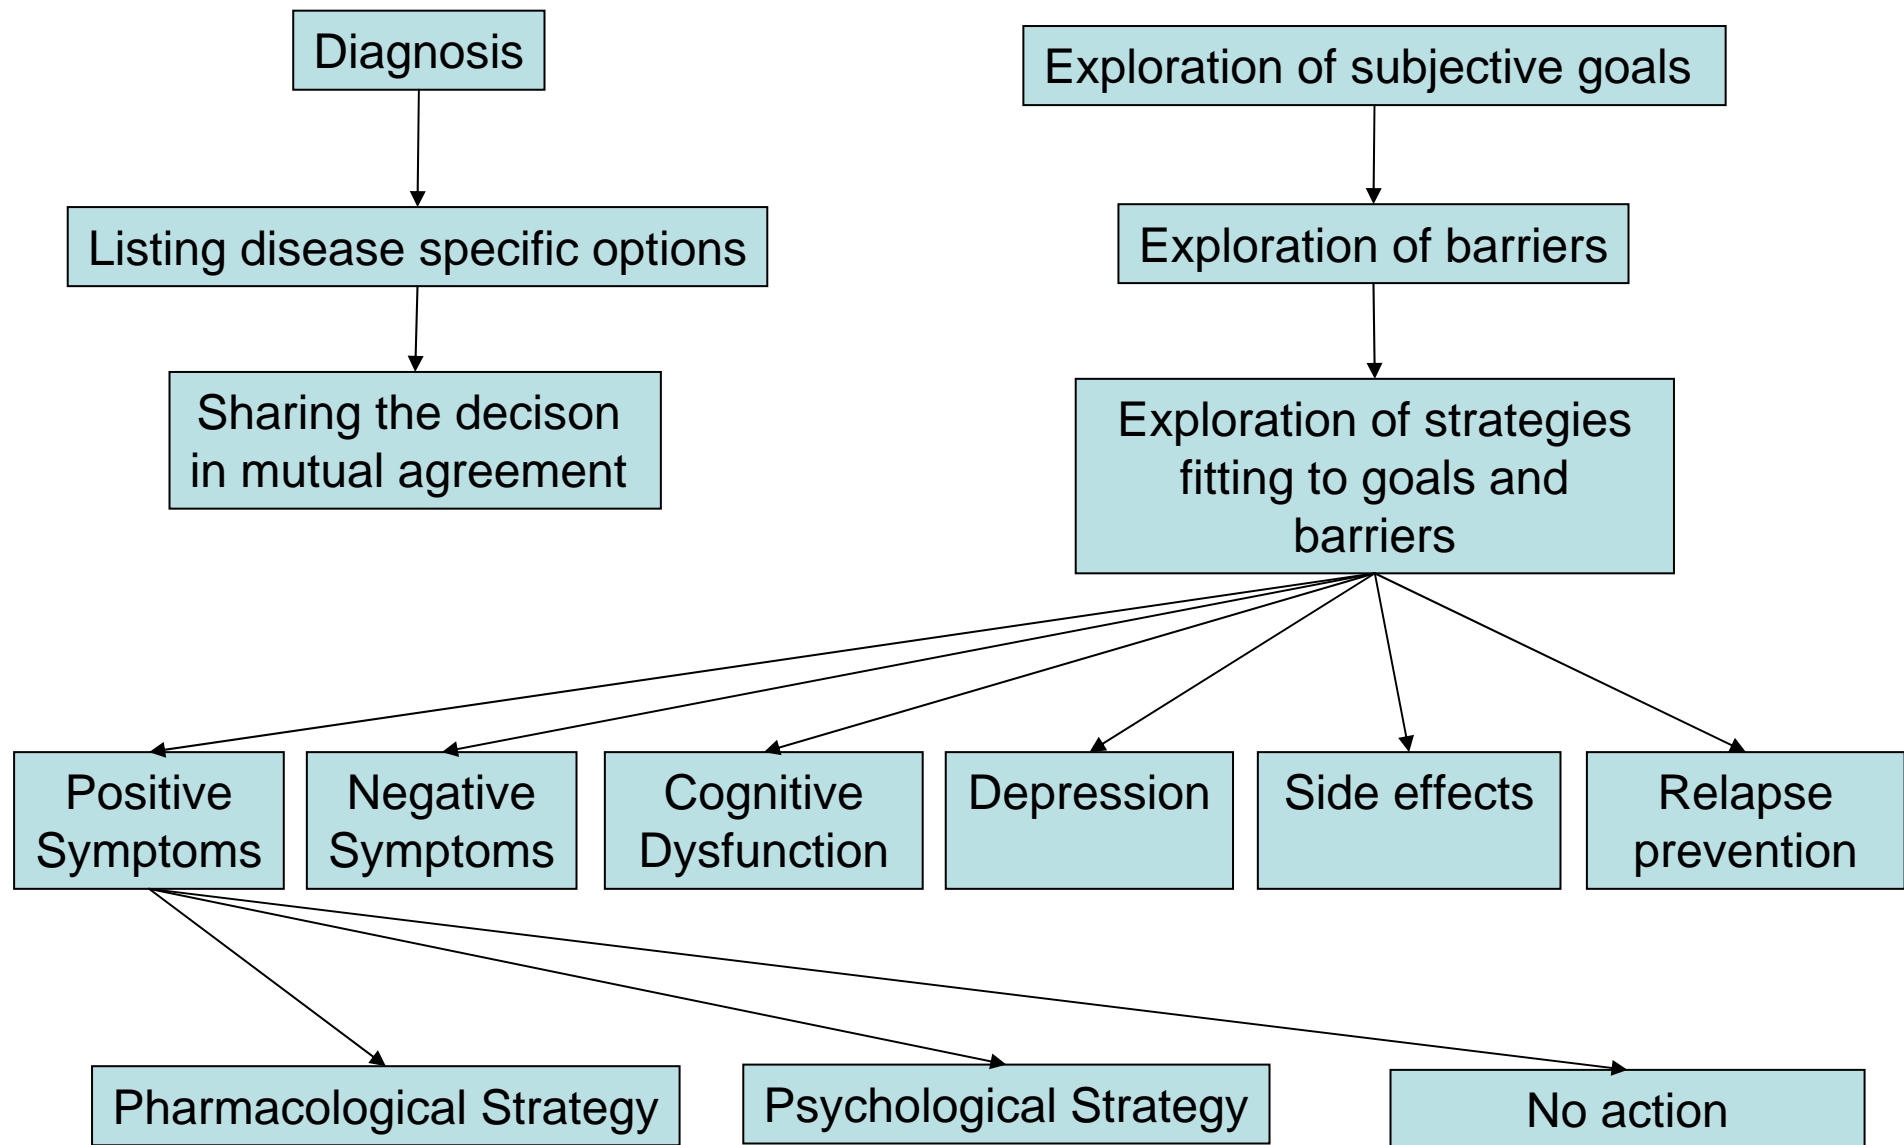 Diagnosis
Exploration of subjective goals
Listing disease specific options
Exploration of barriers
Sharing the decison
in mutual agreement
Exploration of strategies
fitting to goals and
barriers
Positive
Symptoms
Negative
Symptoms
Cognitive
Dysfunction
Depression
Side effects
Relapse
prevention
Pharmacological Strategy
Psychological Strategy
No action